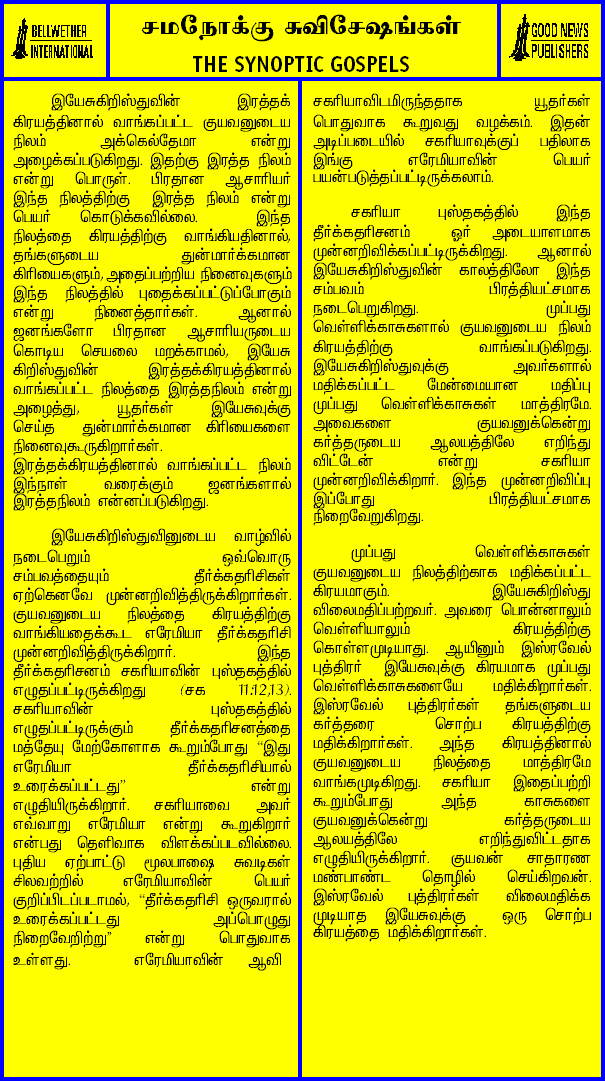 BELLWETHER
INTERNATIONAL
சமநோக்கு சுவிசேஷங்கள்
THE SYNOPTIC GOSPELS
GOOD NEWS
PUBLISHERS
இயேசுகிறிஸ்துவின் இரத்தக்
கிரயத்தினால் வாங்கப்பட்ட குயவனுடைய
நிலம் அக்கெல்தேமா என்று
அழைக்கப்படுகிறது. இதற்கு இரத்த நிலம்
என்று பொருள். பிரதான ஆசாரியர்
இந்த நிலத்திற்கு இரத்த நிலம் என்று
பெயர் கொடுக்கவில்லை. இந்த
நிலத்தை கிரயத்திற்கு வாங்கியதினால்,
தங்களுடைய துன்மார்க்கமான
கிரியைகளும், அதைப்பற்றிய நினைவுகளும்
இந்த நிலத்தில் புதைக்கப்பட்டுப்போகும்
என்று நினைத்தார்கள். ஆனால்
ஜனங்களோ பிரதான ஆசாரியருடைய
கொடிய செயலை மறக்காமல், இயேசு
கிறிஸ்துவின் இரத்தக்கிரயத்தினால்
வாங்கப்பட்ட நிலத்தை இரத்தநிலம் என்று
அழைத்து, யூதர்கள் இயேசுவுக்கு
செய்த துன்மார்க்கமான கிரியைகளை
நினைவுகூருகிறார்கள்.
இரத்தக்கிரயத்தினால் வாங்கப்பட்ட நிலம்
இந்நாள் வரைக்கும் ஜனங்களால்
இரத்தநிலம் என்னப்படுகிறது.
இயேசுகிறிஸ்துவினுடைய வாழ்வில்
நடைபெறும் ஒவ்வொரு
சம்பவத்தையும் தீர்க்கதரிசிகள்
ஏற்கெனவே முன்னறிவித்திருக்கிறார்கள்.
குயவனுடைய நிலத்தை கிரயத்திற்கு
வாங்கியதைக்கூட எரேமியா தீர்க்கதரிசி
முன்னறிவித்திருக்கிறார். இந்த
தீர்க்கதரிசனம் சகரியாவின் புஸ்தகத்தில்
எழுதப்பட்டிருக்கிறது (சக 11:12,13).
சகரியாவின் புஸ்தகத்தில்
எழுதப்பட்டிருக்கும் தீர்க்கதரிசனத்தை
மத்தேயு மேற்கோளாக கூறும்போது "இது
எரேமியா தீர்க்கதரிசியால்
உரைக்கப்பட்டது" என்று
எழுதியிருக்கிறார். சகரியாவை அவர்
எவ்வாறு எரேமியா என்று கூறுகிறார்
என்பது தெளிவாக விளக்கப்படவில்லை.
புதிய ஏற்பாட்டு மூலபாஷை சுவடிகள்
சிலவற்றில் எரேமியாவின் பெயர்
குறிப்பிடப்படாமல், "தீர்க்கதரிசி ஒருவரால்
உரைக்கப்பட்டது அப்பொழுது
நிறைவேறிற்று" என்று பொதுவாக
உள்ளது. எரேமியாவின் ஆவி
சகரியாவிடமிருந்ததாக யூதர்கள்
பொதுவாக கூறுவது வழக்கம். இதன்
அடிப்படையில் சகரியாவுக்குப் பதிலாக
இங்கு எரேமியாவின் பெயர்
பயன்படுத்தப்பட்டிருக்கலாம்.
சகரியா புஸ்தகத்தில் இந்த
தீர்க்கதரிசனம் ஓர் அடையாளமாக
முன்னறிவிக்கப்பட்டிருக்கிறது. ஆனால்
இயேசுகிறிஸ்துவின் காலத்திலோ இந்த
சம்பவம் பிரத்தியட்சமாக
நடைபெறுகிறது. முப்பது
வெள்ளிக்காசுகளால் குயவனுடைய நிலம்
கிரயத்திற்கு வாங்கப்படுகிறது.
இயேசுகிறிஸ்துவுக்கு அவர்களால்
மதிக்கப்பட்ட மேன்மையான மதிப்பு
முப்பது வெள்ளிக்காசுகள் மாத்திரமே.
அவைகளை குயவனுக்கென்று
கர்த்தருடைய ஆலயத்திலே எறிந்து
விட்டேன் என்று சகரியா
முன்னறிவிக்கிறார். இந்த முன்னறிவிப்பு
இப்போது பிரத்தியட்சமாக
நிறைவேறுகிறது.
முப்பது வெள்ளிக்காசுகள்
குயவனுடைய நிலத்திற்காக மதிக்கப்பட்ட
கிரயமாகும். இயேசுகிறிஸ்து
விலைமதிப்பற்றவர். அவரை பொன்னாலும்
வெள்ளியாலும் கிரயத்திற்கு
கொள்ளமுடியாது. ஆயினும் இஸ்ரவேல்
புத்திரர் இயேசுவுக்கு கிரயமாக முப்பது
வெள்ளிக்காசுகளையே மதிக்கிறார்கள்.
இஸ்ரவேல் புத்திரர்கள் தங்களுடைய
கர்த்தரை சொற்ப கிரயத்திற்கு
மதிக்கிறார்கள். அந்த கிரயத்தினால்
குயவனுடைய நிலத்தை மாத்திரமே
வாங்கமுடிகிறது. சகரியா இதைப்பற்றி
கூறும்போது அந்த காசுகளை
குயவனுக்கென்று கர்த்தருடைய
ஆலயத்திலே எறிந்துவிட்டதாக
எழுதியிருக்கிறார். குயவன் சாதாரண
மண்பாண்ட தொழில் செய்கிறவன்.
இஸ்ரவேல் புத்திரர்கள் விலைமதிக்க
முடியாத இயேசுவுக்கு ஒரு சொற்ப
கிரயத்தை மதிக்கிறார்கள்.